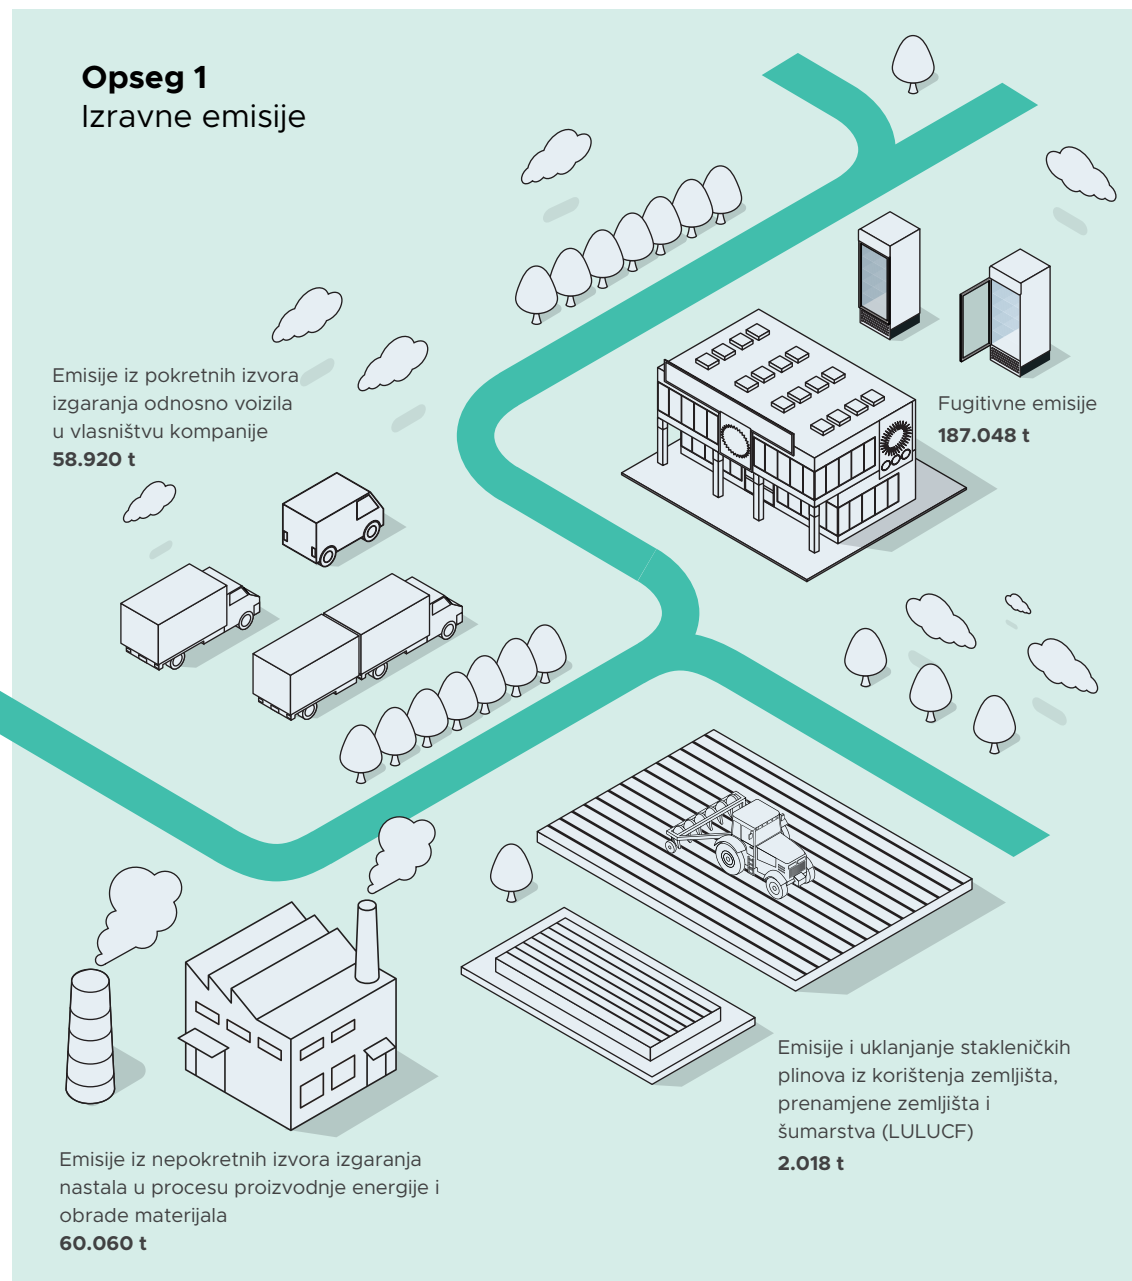 Opseg 1
Izravne emisije
Emisije iz pokretnih izvora
izgaranja odnosno voizila
u vlasništvu kompanije
58.920 t
Fugitivne emisije
187.048 t
Emisije i uklanjanje stakleničkih
plinova iz korištenja zemljišta,
prenamjene zemljišta i
šumarstva (LULUCF)
2.018 t
Emisije iz nepokretnih izvora izgaranja
nastala u procesu proizvodnje energije i
obrade materijala
60.060 t